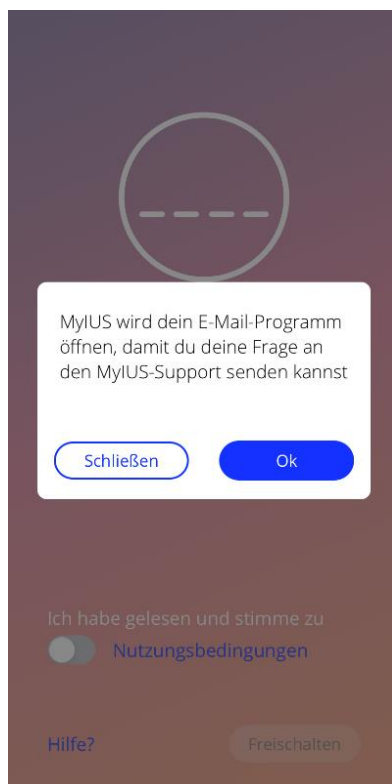 MyIUS wird dein E-Mail-Programm
öffnen, damit du deine Frage an
den MyIUS-Support senden kannst
Schließen
Ok
Ich habe gelesen und stimme zu
Nutzungsbedingungen
Hilfe?
Freischalten